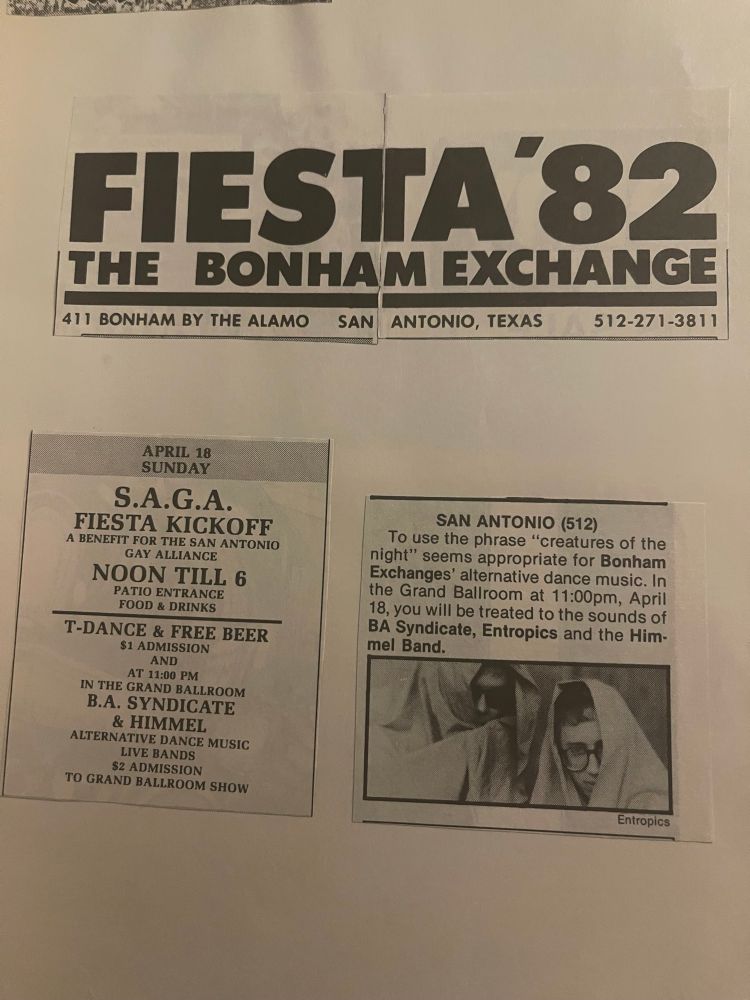 FIESTA '82
THE BONHAM EXCHANGE
411 BONHAM BY THE ALAMO SAN ANTONIO, TEXAS 512-271-3811
APRIL 18
SUNDAY
S.A.G.A.
FIESTA KICKOFF
A BENEFIT FOR THE SAN ANTONIO
GAY ALLIANCE
NOON TILL 6
PATIO ENTRANCE
FOOD & DRINKS
T-DANCE & FREE BEER
$1 ADMISSION
AND
AT 11:00 PM
IN THE GRAND BALLROOM
B.A. SYNDICATE
& HIMMEL
ALTERNATIVE DANCE MUSIC
LIVE BANDS
$2 ADMISSION
TO GRAND BALLROOM SHOW
SAN ANTONIO (512)
To use the phrase "creatures of the
night" seems appropriate for Bonham
Exchanges' alternative dance music. In
the Grand Ballroom at 11:00pm, April
18, you will be treated to the sounds of
BA Syndicate, Entropics and the Him-
mel Band.
Entropics